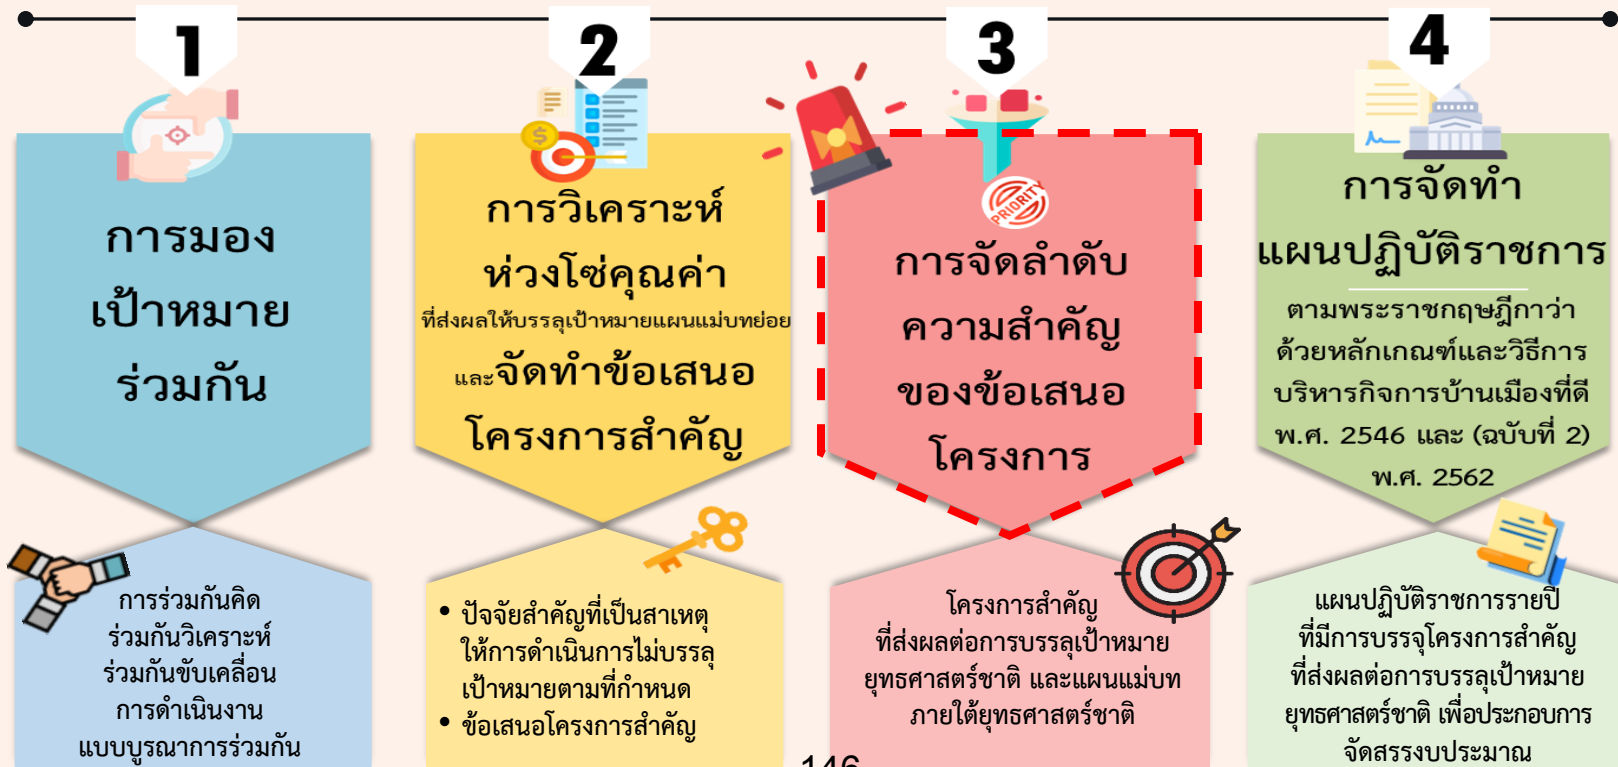 1
การมอง
เป้าหมาย
ร่วมกัน
การร่วมกันคิด
ร่วมกันวิเคราะห์
ร่วมกันขับเคลื่อน
การดำเนินงาน
แบบบูรณาการร่วมกัน
2
การวิเคราะห์
ห่วงโซ่คุณค่า
ที่ส่งผลให้บรรลุเป้าหมายแผนแม่บทย่อย
และจัดทำข้อเสนอ
โครงการสำคัญ
• ปัจจัยสำคัญที่เป็นสาเหตุ
ให้การดำเนินการไม่บรรลุ
เป้าหมายตามที่กำหนด
• ข้อเสนอโครงการสำคัญ
3
PRIORITY
การจัดลำดับ
ความสำคัญ
ของข้อเสนอ
โครงการ
โครงการสำคัญ
ที่ส่งผลต่อการบรรลุเป้าหมาย
ยุทธศาสตร์ชาติ และแผนแม่บท
ภายใต้ยุทธศาสตร์ชาติ
4
การจัดทำ
แผนปฏิบัติราชการ
ตามพระราชกฤษฎีกาว่า
ด้วยหลักเกณฑ์และวิธีการ
บริหารกิจการบ้านเมืองที่ดี
พ.ศ. 2546 และ (ฉบับที่ 2)
พ.ศ. 2562
แผนปฏิบัติราชการรายปี
ที่มีการบรรจุโครงการสำคัญ
ที่ส่งผลต่อการบรรลุเป้าหมาย
ยุทธศาสตร์ชาติ เพื่อประกอบการ
จัดสรรงบประมาณ
146